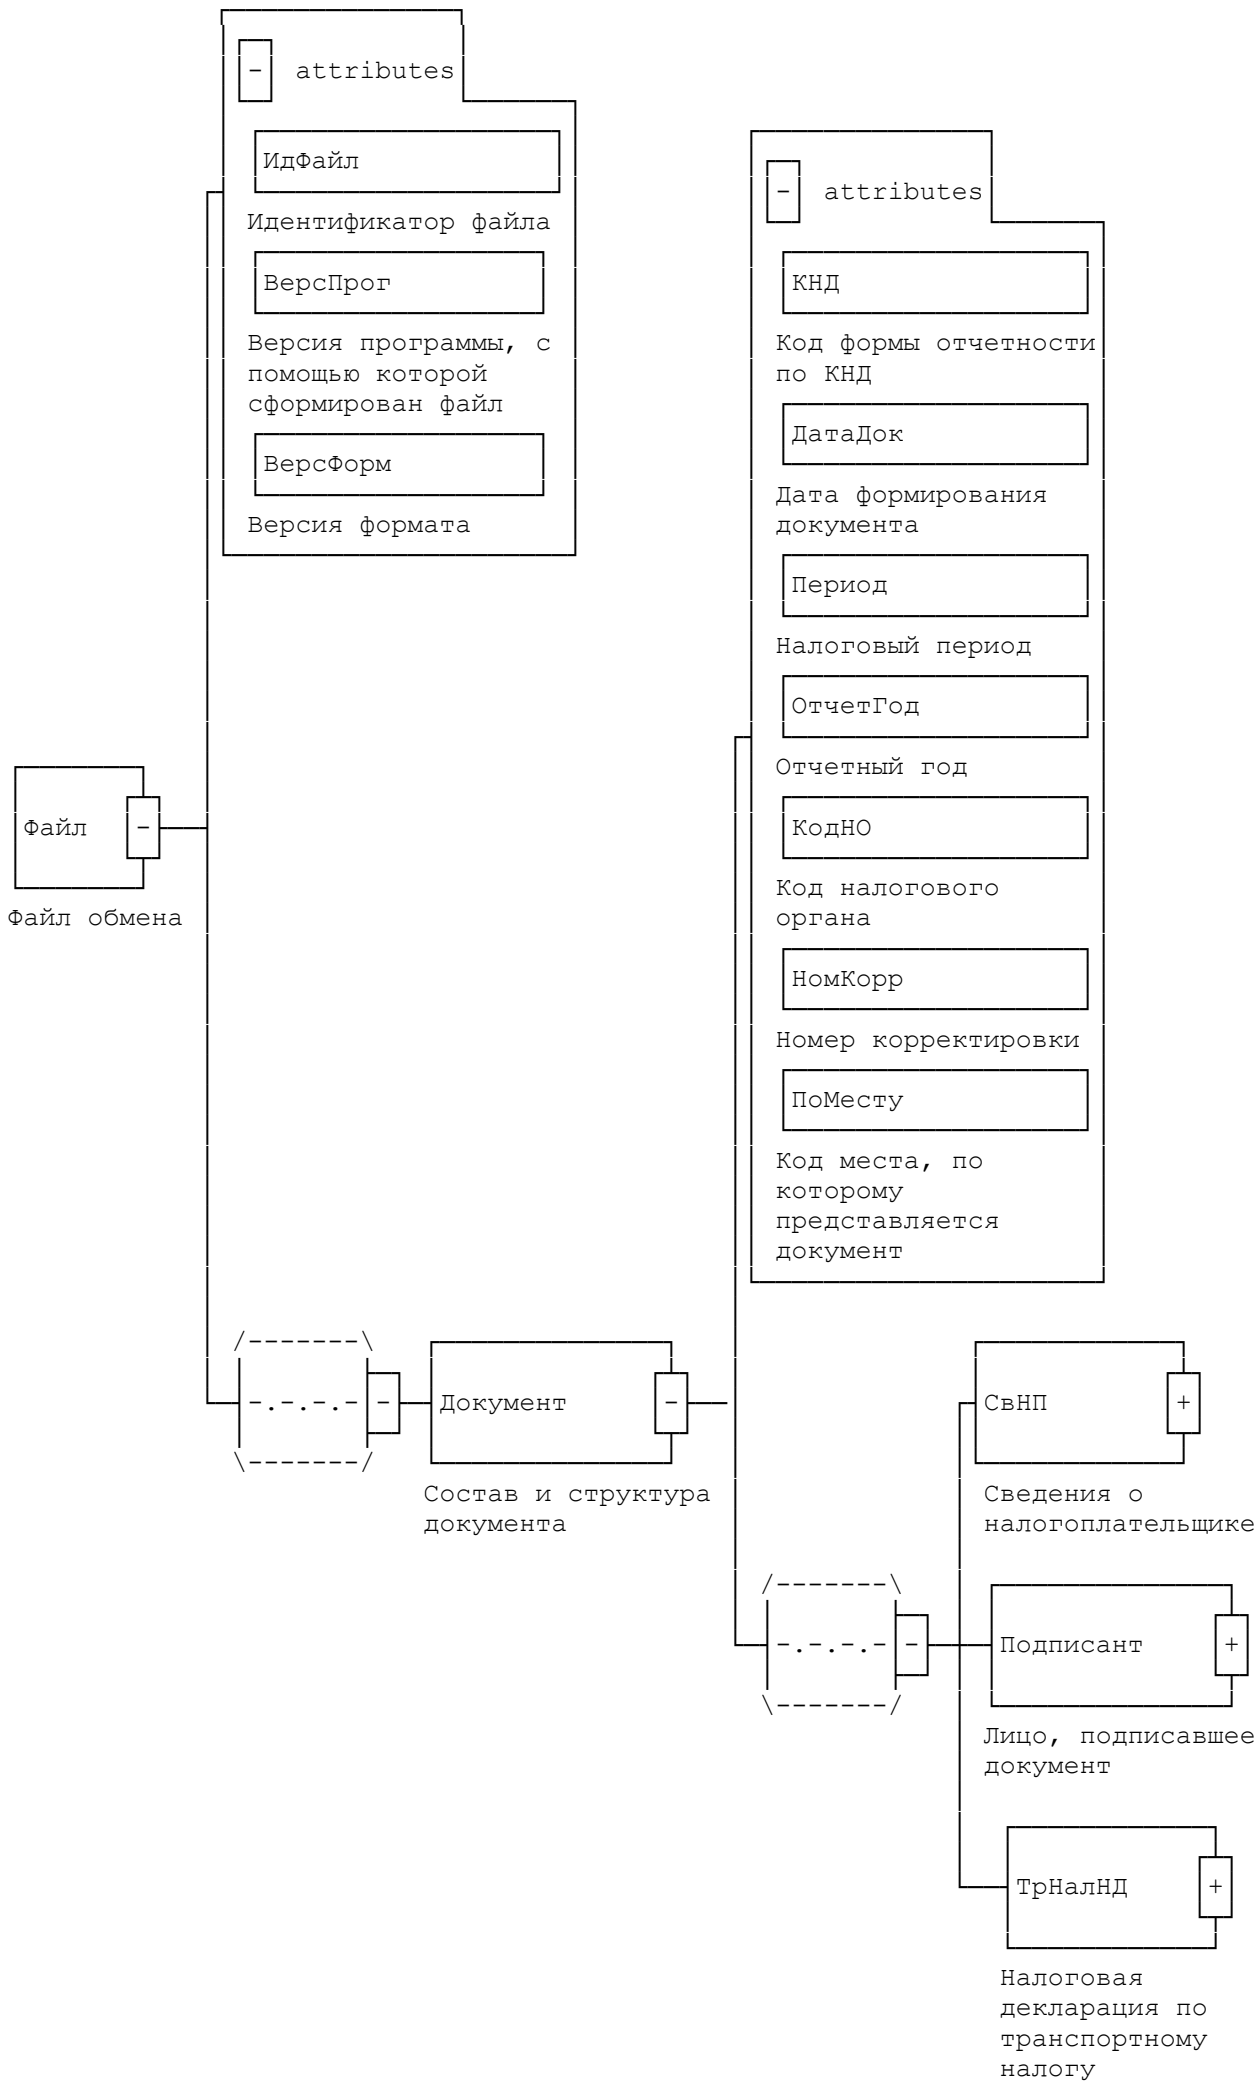 - attributes
ИдФайл
Идентификатор файла
ВерсПрог
Версия программы, с
помощью которой
сформирован файл
ВерсФорм
Версия формата
- attributes
КНД
Код формы отчетности
по КНД
ДатаДок
Дата формирования
документа
Период
Налоговый период
ОтчетГод
Отчетный год
КодНО
Код налогового
органа
НомКорр
Номер корректировки
ПоМесту
Код места, по
которому
представляется
документ
Файл -
Файл обмена
Документ -
Состав и структура
документа
СвНП +
Сведения о
налогоплательщике
Подписант +
Лицо, подписавшее
документ
ТрНалНД +
Налоговая
декларация по
транспортному
налогу